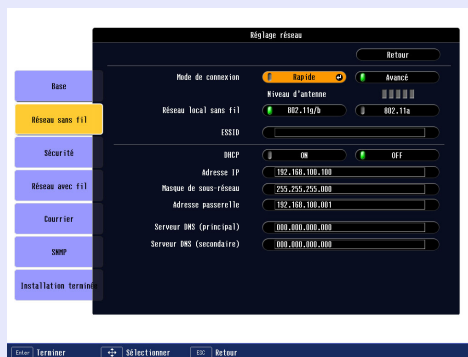 Réglage réseau
Retour
Base
Réseau sans fil
Sécurité
Réseau avec fil
Courrier
SNMP
Installation terminée
Mode de connexion Rapide Avancé
Niveau d'antenne
Réseau local sans fil 802.11g/b 802.11a
ESSID
DHCP ON OFF
Adresse IP 192.168.100.100
Masque de sous-réseau 255.255.255.000
Adresse passerelle 192.168.100.001
Serveur DNS (principal) 000.000.000.000
Serveur DNS (secondaire) 000.000.000.000
Enter Terminer Sélectionner ESC Retour